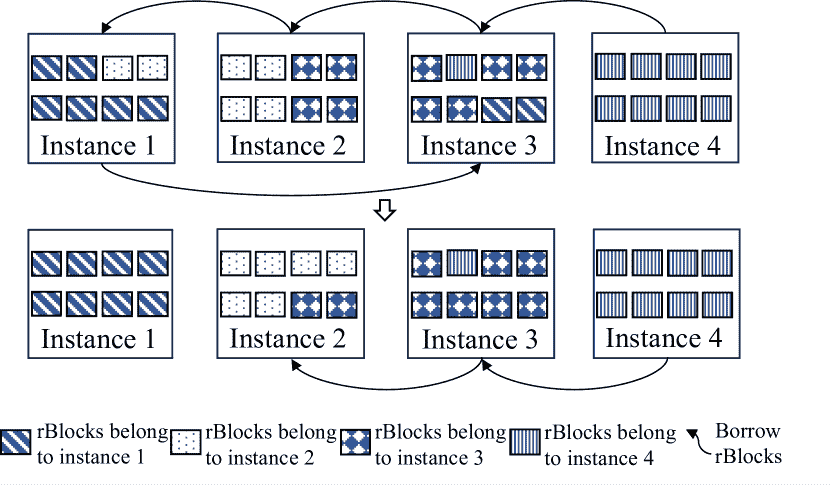 Instance 1
Instance 2
Instance 3
Instance 4
Instance 1
Instance 2
Instance 3
Instance 4
rBlocks belong
to instance 1
rBlocks belong
to instance 2
rBlocks belong
to instance 3
rBlocks belong
to instance 4
Borrow
rBlocks